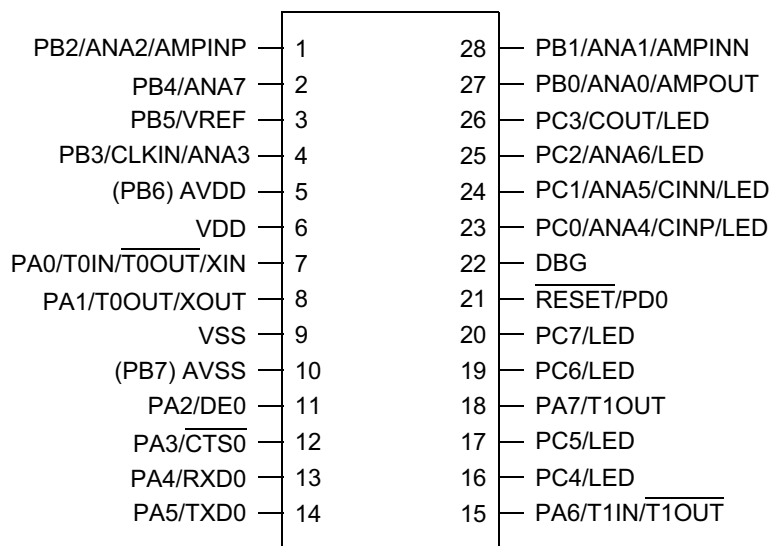 PB2/ANA2/AMPINP 1 28 PB1/ANA1/AMPINN
PB4/ANA7 2 27 PB0/ANA0/AMPOUT
PB5/VREF 3 26 PC3/COUT/LED
PB3/CLKIN/ANA3 4 25 PC2/ANA6/LED
(PB6) AVDD 5 24 PC1/ANA5/CINN/LED
VDD 6 23 PC0/ANA4/CINP/LED
PA0/T0IN/T0OUT/XIN 7 22 DBG
PA1/T0OUT/XOUT 8 21 RESET/PD0
VSS 9 20 PC7/LED
(PB7) AVSS 10 19 PC6/LED
PA2/DE0 11 18 PA7/T1OUT
PA3/CTS0 12 17 PC5/LED
PA4/RXD0 13 16 PC4/LED
PA5/TXD0 14 15 PA6/T1IN/T1OUT